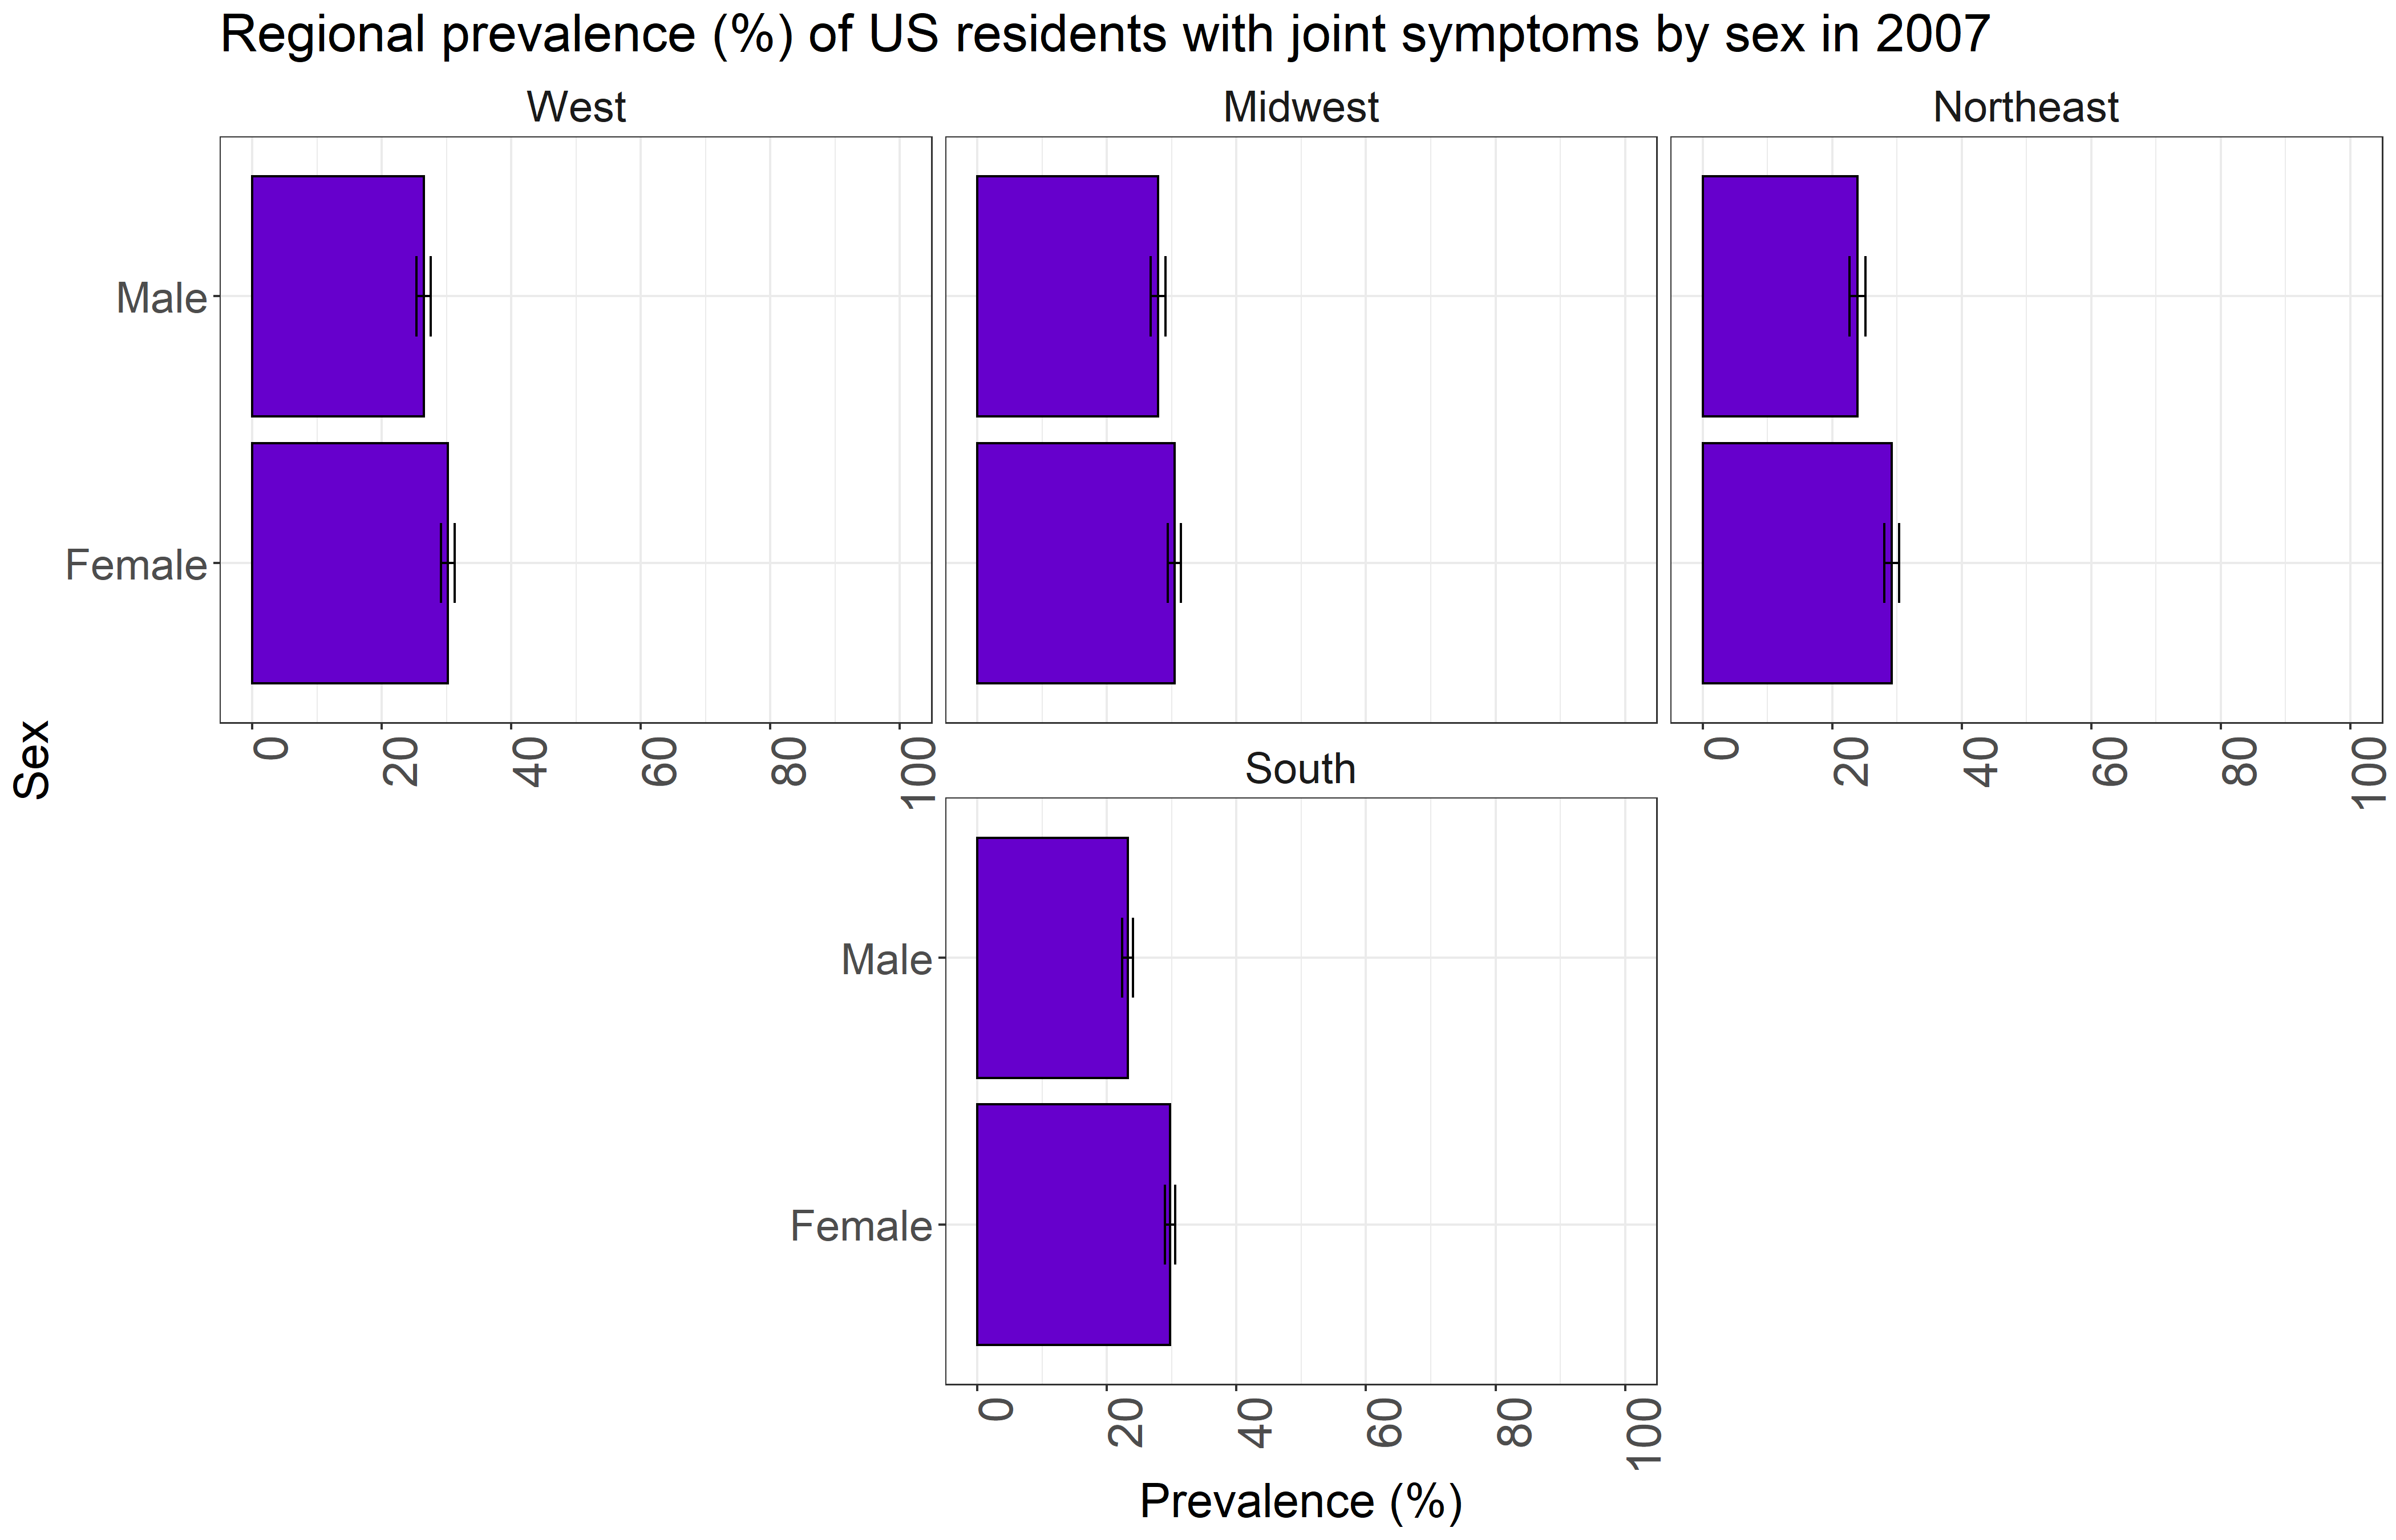 Regional prevalence (%) of US residents with joint symptoms by sex in 2007
West
Midwest
Northeast
Male
Female
Sex
0 20 40 60 80 100
0 20 40 60 80 100
South
Male
Female
0 20 40 60 80 100
Prevalence (%)